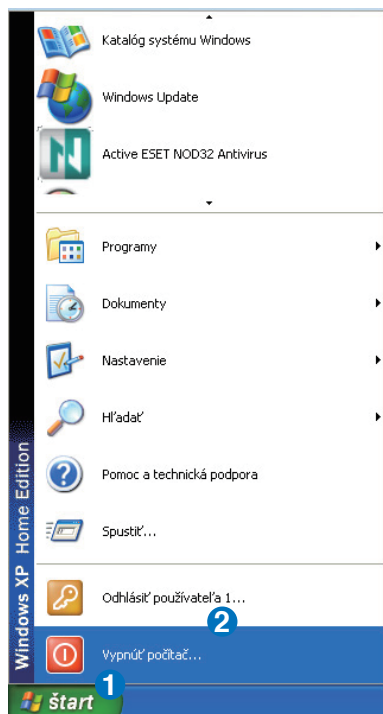 Katalóg systému Windows
Windows Update
Active ESET NOD32 Antivirus
Programy
Dokumenty
Nastavenie
Hľadať
Pomoc a technická podpora
Spustiť...
Odhlásiť používateľa 1...
2
Vypnúť počítač...
1
štart
Windows XP Home Edition